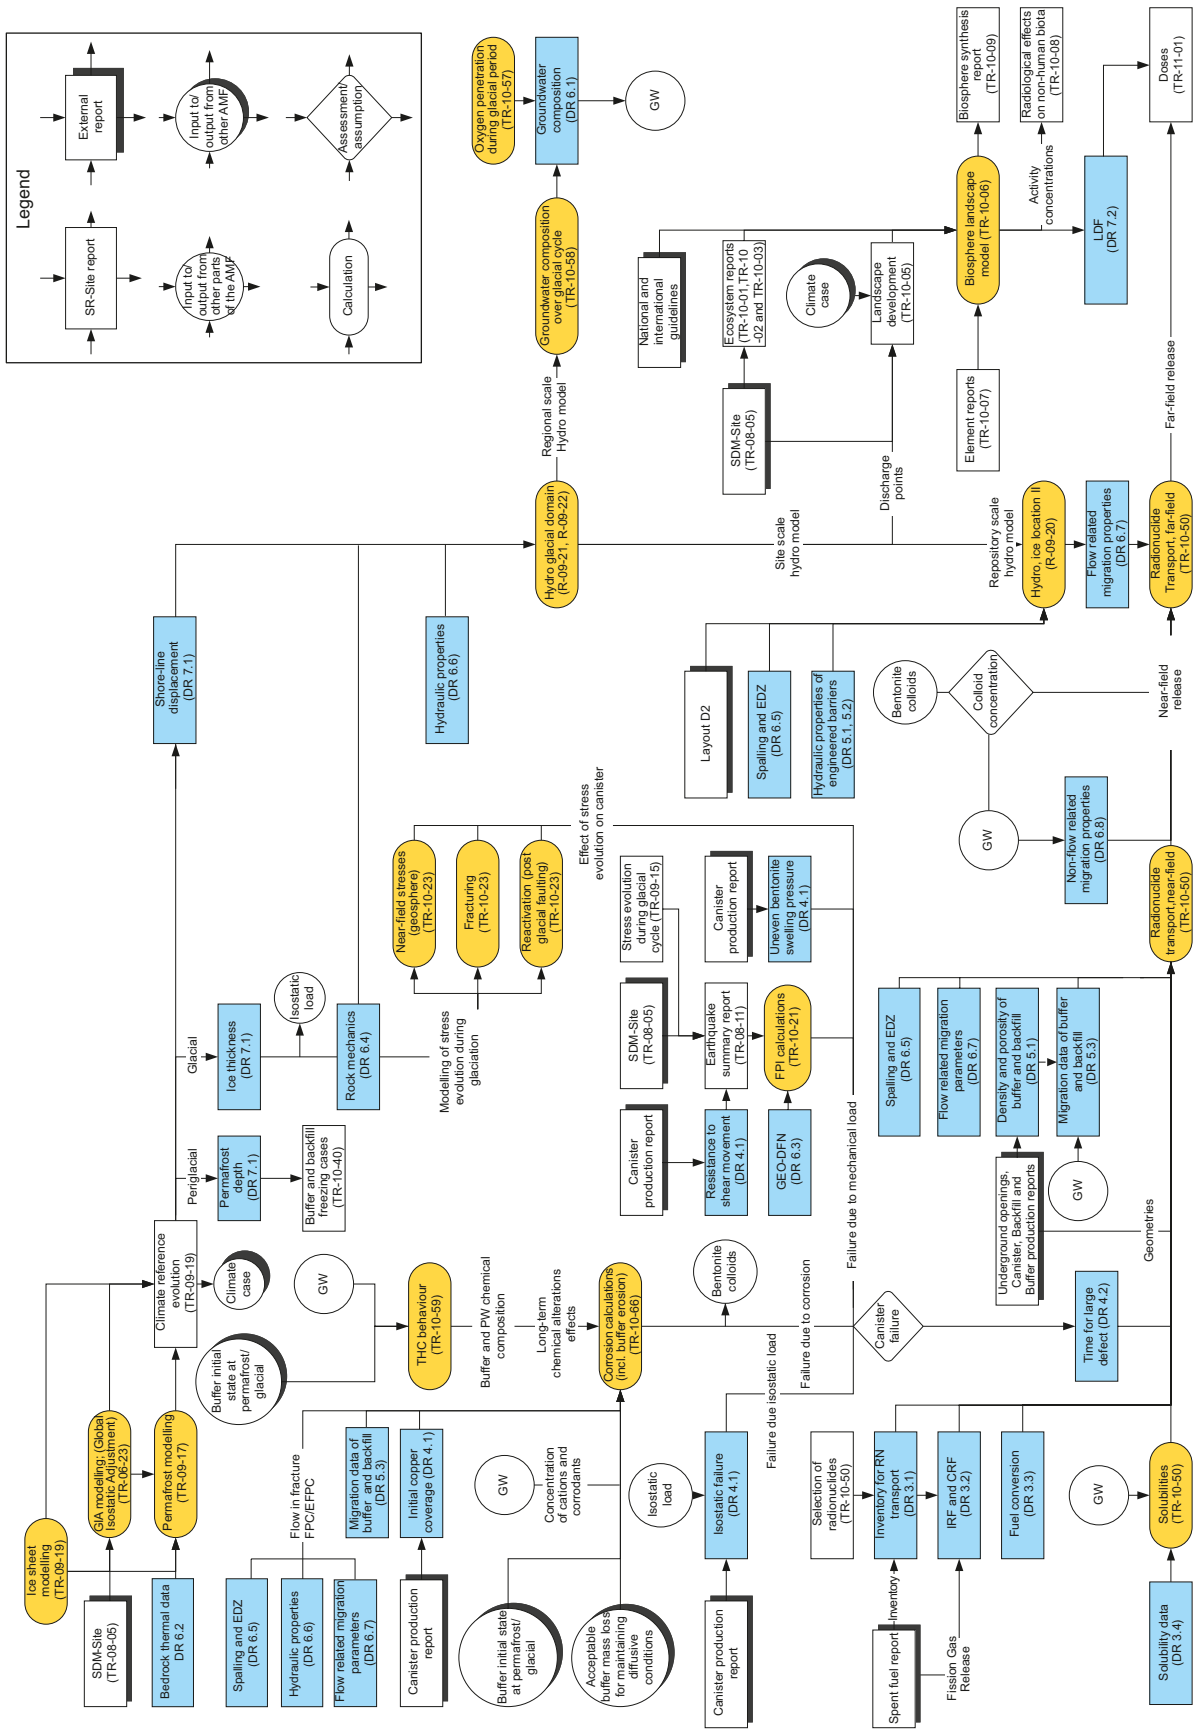 Legend
SR-Site report
External
report
Input to/
output from
other parts
of the AMF
Input to/
output from
other AMF
Calculation
Assessment/
assumption
Ice sheet
modelling
(TR-09-19)
SDM-Site
(TR-08-05)
GIA modelling; (Global
Isostatic Adjustment)
(TR-06-23)
Bedrock thermal data
DR 6.2
Permafrost modelling
(TR-09-17)
Climate reference
evolution
(TR-09-19)
Climate
case
Periglacial
Glacial
Permafrost
depth
(DR 7.1)
Buffer and backfill
freezing cases
(TR-10-40)
Ice thickness
(DR 7.1)
Isostatic
load
Rock mechanics
(DR 6.4)
Modelling of stress
evolution during
glaciation
Shore-line
displacement
(DR 7.1)
Hydraulic properties
(DR 6.6)
Near-field stresses
(geosphere)
(TR-10-23)
Fracturing
(TR-10-23)
Reactivation (post
glacial faulting)
(TR-10-23)
Effect of stress
evolution on canister
Hydro glacial domain
(R-09-21, R-09-22)
Regional scale
Hydro model
Groundwater composition
over glacial cycle
(TR-10-58)
Oxygen penetration
during glacial period
(TR-10-57)
Groundwater
composition
(DR 6.1)
GW
Buffer initial
state at
permafrost/
glacial
GW
THC behaviour
(TR-10-59)
Buffer and PW chemical
composition
Long-term
chemical alterations
effects
Spalling and EDZ
(DR 6.5)
Hydraulic properties
(DR 6.6)
Flow related migration
parameters
(DR 6.7)
Flow in fracture
FPC/EFPC
Migration data of
buffer and backfill
(DR 5.3)
Canister production
report
Initial copper
coverage (DR 4.1)
GW
Concentration
of cations and
corrodants
Buffer initial state
at permafrost/
glacial
Acceptable
buffer mass loss
for maintaining
diffusive
conditions
Corrosion calculations
(incl. buffer erosion)
(TR-10-66)
Bentonite
colloids
Canister
production report
Resistance to
shear movement
(DR 4.1)
SDM-Site
(TR-08-05)
Stress evolution
during glacial
cycle (TR-09-15)
Earthquake
summary report
(TR-08-11)
GEO-DFN
(DR 6.3)
FPI calculations
(TR-10-21)
Canister
production report
Uneven bentonite
swelling pressure
(DR 4.1)
Failure due to mechanical load
Failure due to corrosion
Failure due isostatic load
Isostatic
load
Canister production
report
Isostatic failure
(DR 4.1)
Canister
failure
Time for large
defect (DR 4.2)
Layout D2
Spalling and EDZ
(DR 6.5)
Hydraulic properties of
engineered barriers
(DR 5.1, 5.2)
Site scale
hydro model
Discharge
points
Repository scale
hydro model
Hydro, ice location II
(R-09-20)
Flow related
migration properties
(DR 6.7)
National and
international
guidelines
SDM-Site
(TR-08-05)
Ecosystem reports
(TR-10-01,TR-10
-02 and TR-10-03)
Climate
case
Landscape
development
(TR-10-05)
Element reports
(TR-10-07)
Biosphere landscape
model (TR-10-06)
Biosphere synthesis
report
(TR-10-09)
Activity
concentrations
Radiological effects
on non-human biota
(TR-10-08)
LDF
(DR 7.2)
Doses
(TR-11-01)
Selection of
radionuclides
(TR-10-50)
Spent fuel report
Inventory
Fission Gas
Release
Inventory for RN
transport
(DR 3.1)
IRF and CRF
(DR 3.2)
Fuel conversion
(DR 3.3)
GW
Solubility data
(DR 3.4)
Solubilities
(TR-10-50)
Spalling and EDZ
(DR 6.5)
Flow related migration
parameters
(DR 6.7)
Underground openings,
Canister, Backfill and
Buffer production reports
Density and porosity of
buffer and backfill
(DR 5.1)
GW
Migration data of buffer
and backfill
(DR 5.3)
Geometries
Bentonite
colloids
Colloid
concentration
GW
Non-flow related
migration properties
(DR 6.8)
Radionuclide
transport,near-field
(TR-10-50)
Near-field
release
Radionuclide
Transport, far-field
(TR-10-50)
Far-field release